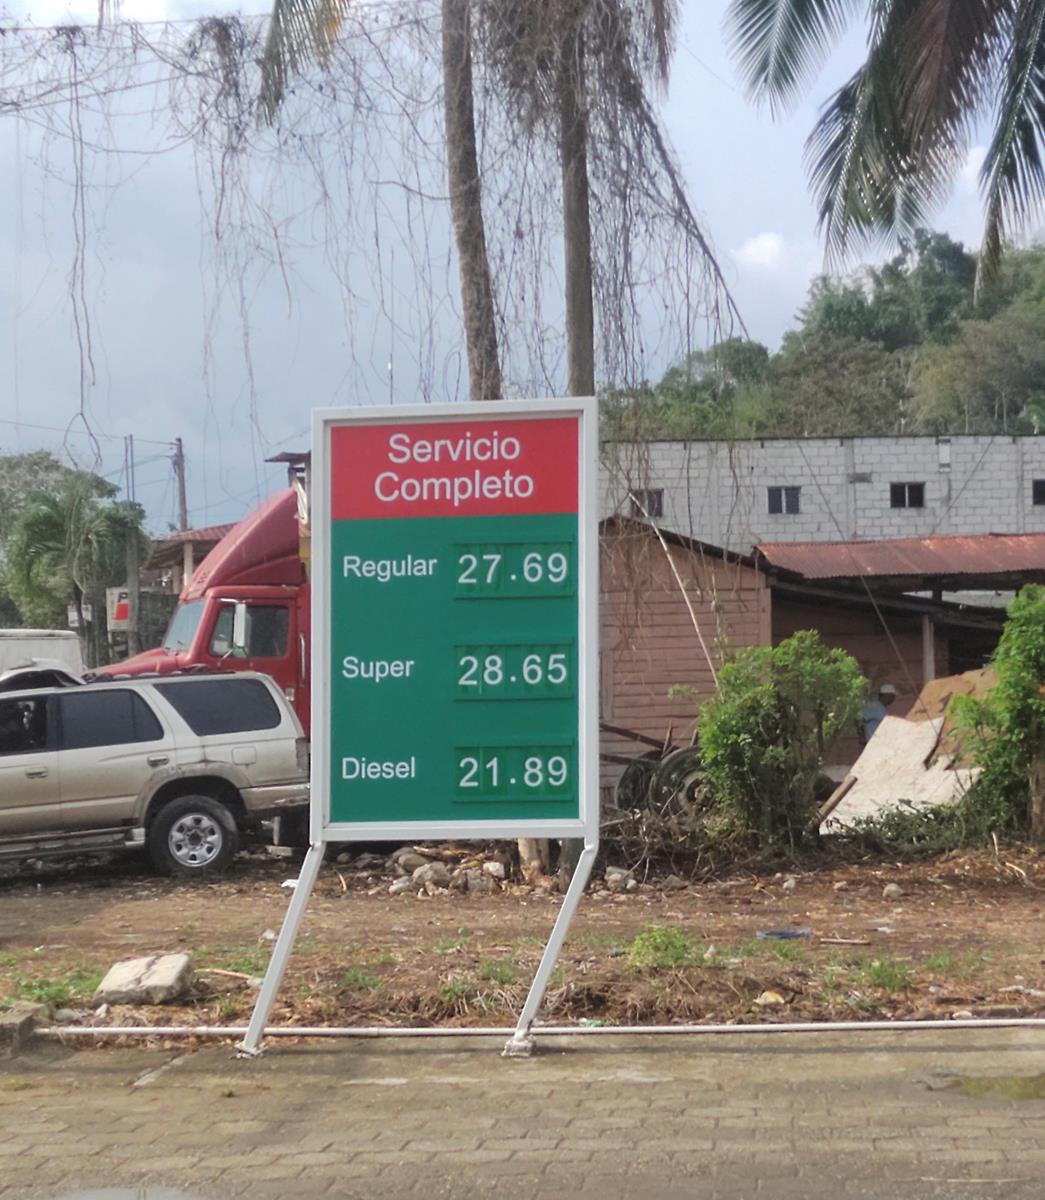 Servicio
Completo
Regular 27.69
Super 28.65
Diesel 21.89